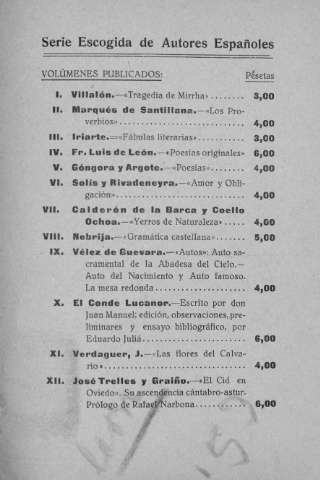 Serie Escogida de Autores Españoles
VOLÚMENES PUBLICADOS: Pesetas
I. Villalón.—«Tragedia de Mirrha» ........ 3,00
II. Marqués de Santillana.—«Los Pro-
verbios» .................... 4,00
III. Iriarte.—«Fábulas literarias» ........... 3,00
IV. Fr. Luis de León.—«Poesías originales» 6,00
V. Góngora y Argote.—«Poesías» ........ 4,00
VI. Solís y Rivadeneyra.—«Amor y Obli-
gación» .................... 4,00
VII. Calderón de la Barca y Coello
Ochoa.—«Yerros de Naturaleza» ..... 4,00
VIII. Nebrija.—«Gramática castellana» ....... 5,00
IX. Vélez de Guevara.—«Autos»: Auto sa-
cramental de la Abadesa del Cielo.—
Auto del Nacimiento y Auto famoso.
La mesa redonda .................... 4,00
X. El Conde Lucanor.—Escrito por don
Juan Manuel; edición, observaciones, pre-
liminares y ensayo bibliográfico, por
Eduardo Juliá .................... 6,00
XI. Verdaguer, J.—«Las flores del Calva-
rio» .................... 4,00
XII. José Trelles y Graíño.—«El Cid en
Oviedo». Su ascendencia cántabro-astur.
Prólogo de Rafael Narbona ............ 6,00